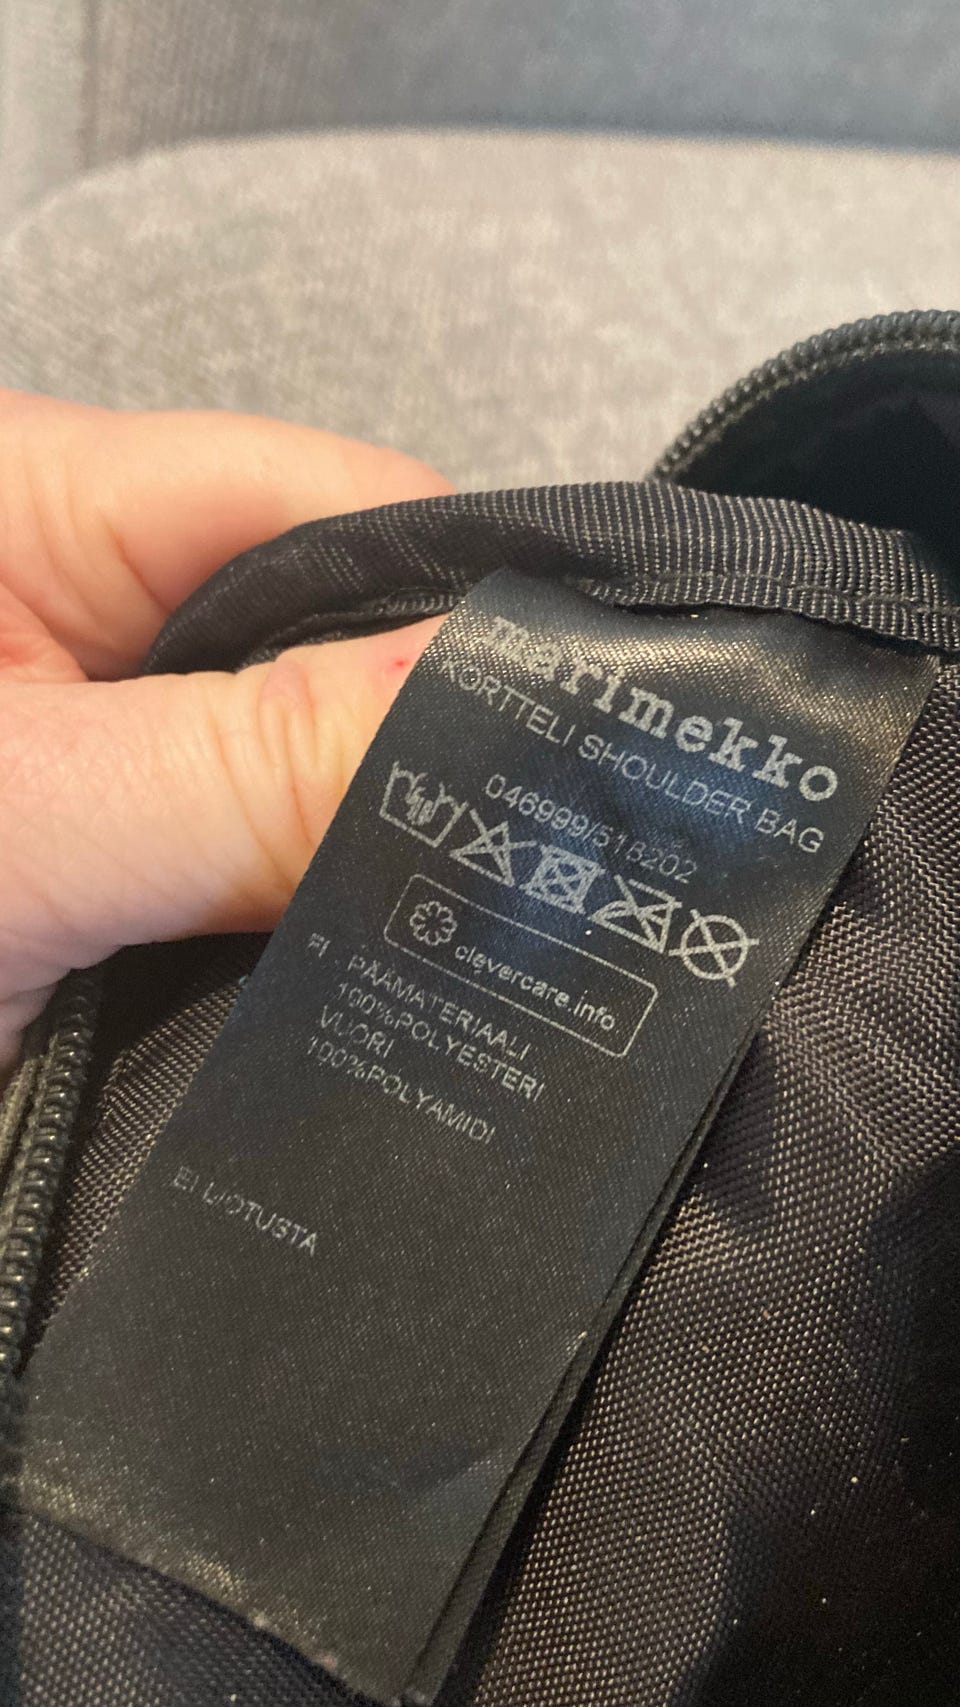 marimekko
KORTTELI SHOULDER BAG
046999/518202
clevercare.info
FI - PÄÄMATERIAALI
100%POLYESTERI
VUORI
100%POLYAMIDI
EI LIOTUSTA